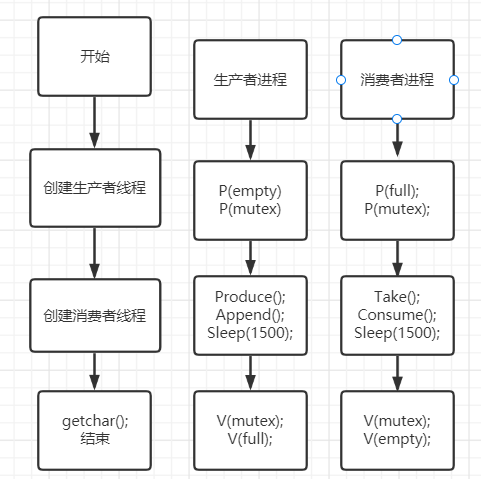 开始
创建生产者线程
创建消费者线程
getchar();
结束
生产者进程
P(empty)
P(mutex)
Produce();
Append();
Sleep(1500);
V(mutex);
V(full);
消费者进程
P(full);
P(mutex);
Take();
Consume();
Sleep(1500);
V(mutex);
V(empty);